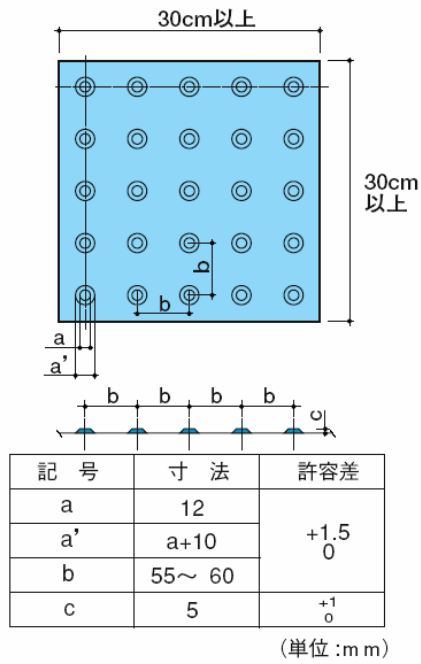 30cm以上
30cm
以上
b
b
a
a’
b b b b
c
記 号 寸 法 許容差
a 12 +1.5
0
a’ a+10
b 55～ 60
c 5 +1
0
（単位:mm）